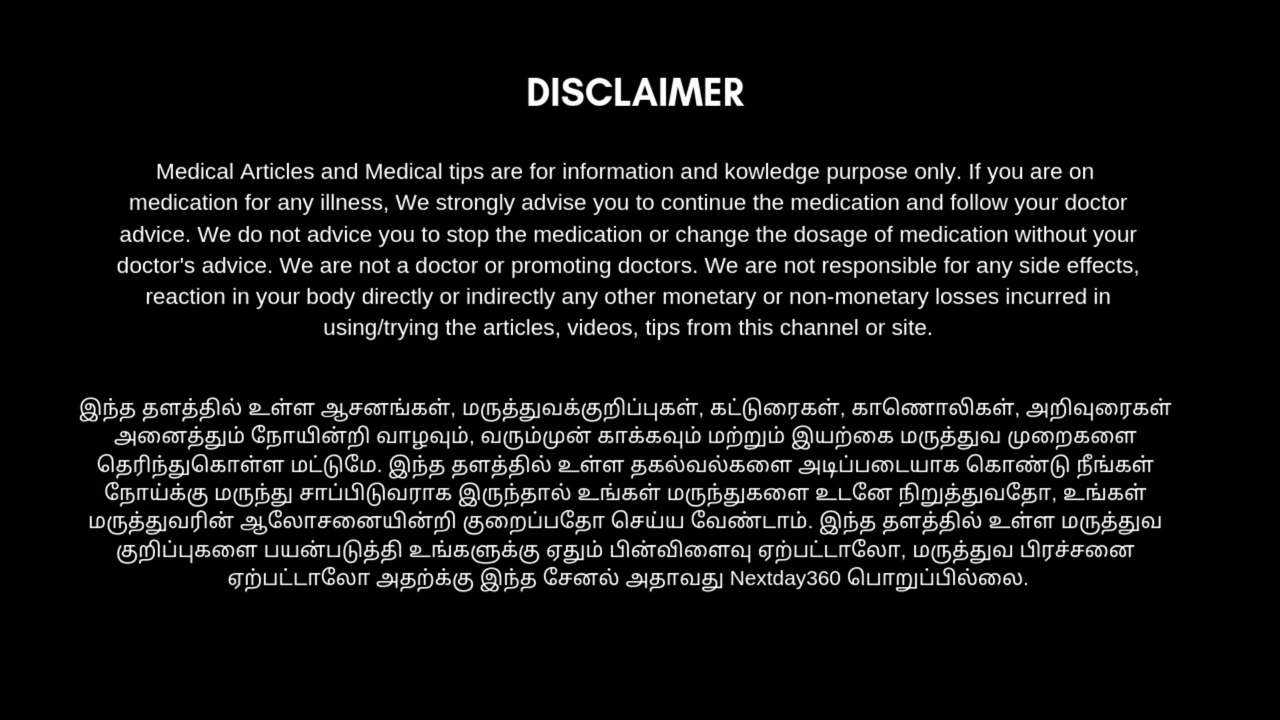 DISCLAIMER
Medical Articles and Medical tips are for information and kowledge purpose only. If you are on
medication for any illness, We strongly advise you to continue the medication and follow your doctor
advice. We do not advice you to stop the medication or change the dosage of medication without your
doctor's advice. We are not a doctor or promoting doctors. We are not responsible for any side effects,
reaction in your body directly or indirectly any other monetary or non-monetary losses incurred in
using/trying the articles, videos, tips from this channel or site.
இந்த தளத்தில் உள்ள ஆசனங்கள், மருத்துவக்குறிப்புகள், கட்டுரைகள், காணொலிகள், அறிவுரைகள்
அனைத்தும் நோயின்றி வாழவும், வரும்முன் காக்கவும் மற்றும் இயற்கை மருத்துவ முறைகளை
தெரிந்துகொள்ள மட்டுமே. இந்த தளத்தில் உள்ள தகல்வல்களை அடிப்படையாக கொண்டு நீங்கள்
நோய்க்கு மருந்து சாப்பிடுவராக இருந்தால் உங்கள் மருந்துகளை உடனே நிறுத்துவதோ, உங்கள்
மருத்துவரின் ஆலோசனையின்றி குறைப்பதோ செய்ய வேண்டாம். இந்த தளத்தில் உள்ள மருத்துவ
குறிப்புகளை பயன்படுத்தி உங்களுக்கு ஏதும் பின்விளைவு ஏற்பட்டாலோ, மருத்துவ பிரச்சனை
ஏற்பட்டாலோ அதற்க்கு இந்த சேனல் அதாவது Nextday360 பொறுப்பில்லை.